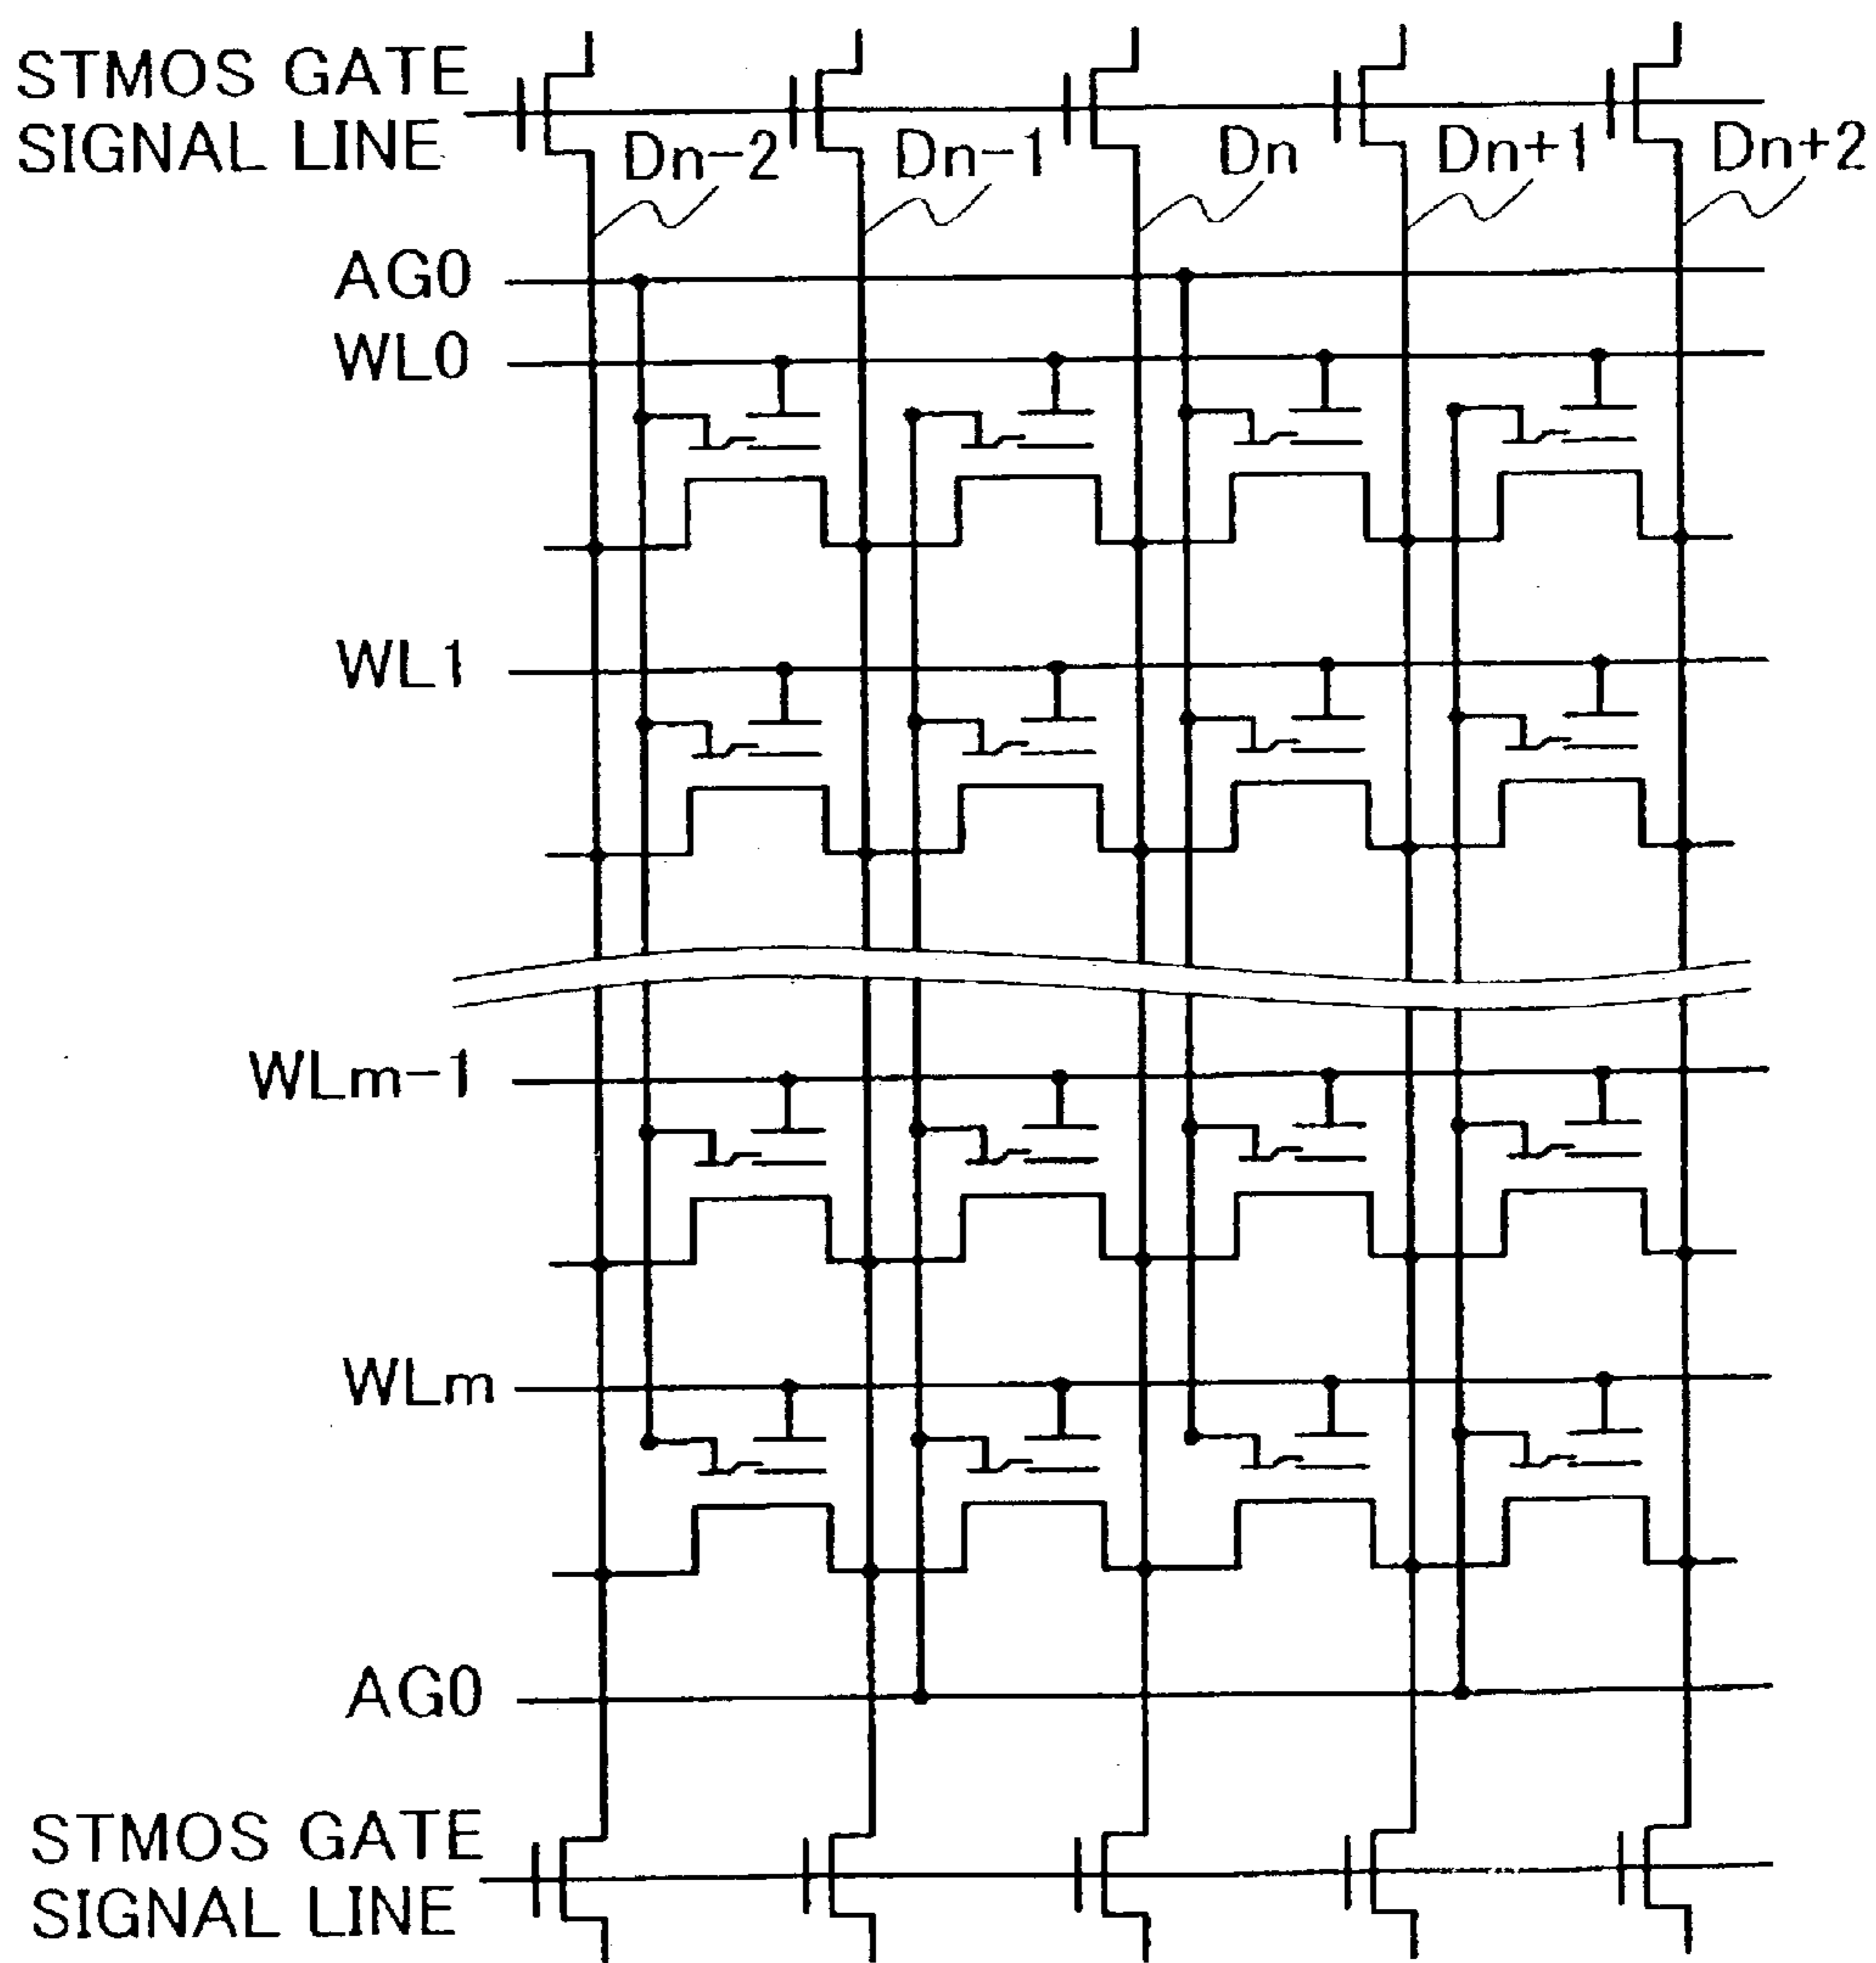 STMOS GATE
SIGNAL LINE
Dn-2
Dn-1
Dn
Dn+1
Dn+2
AG0
WL0
WL1
WLm-1
WLm
AG0
STMOS GATE
SIGNAL LINE